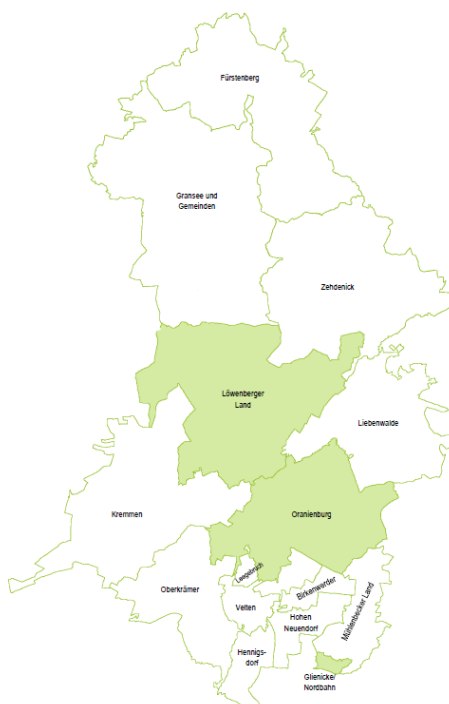 Fürstenberg
Gransee und
Gemeinden
Zehdenick
Löwenberger
Land
Liebenwalde
Kremmen
Oranienburg
Leegebruch
Birkenwerder
Oberkrämer
Velten
Hohen
Neuendorf
Mühlenbecker Land
Hennigs-
dorf
Glienicke/
Nordbahn